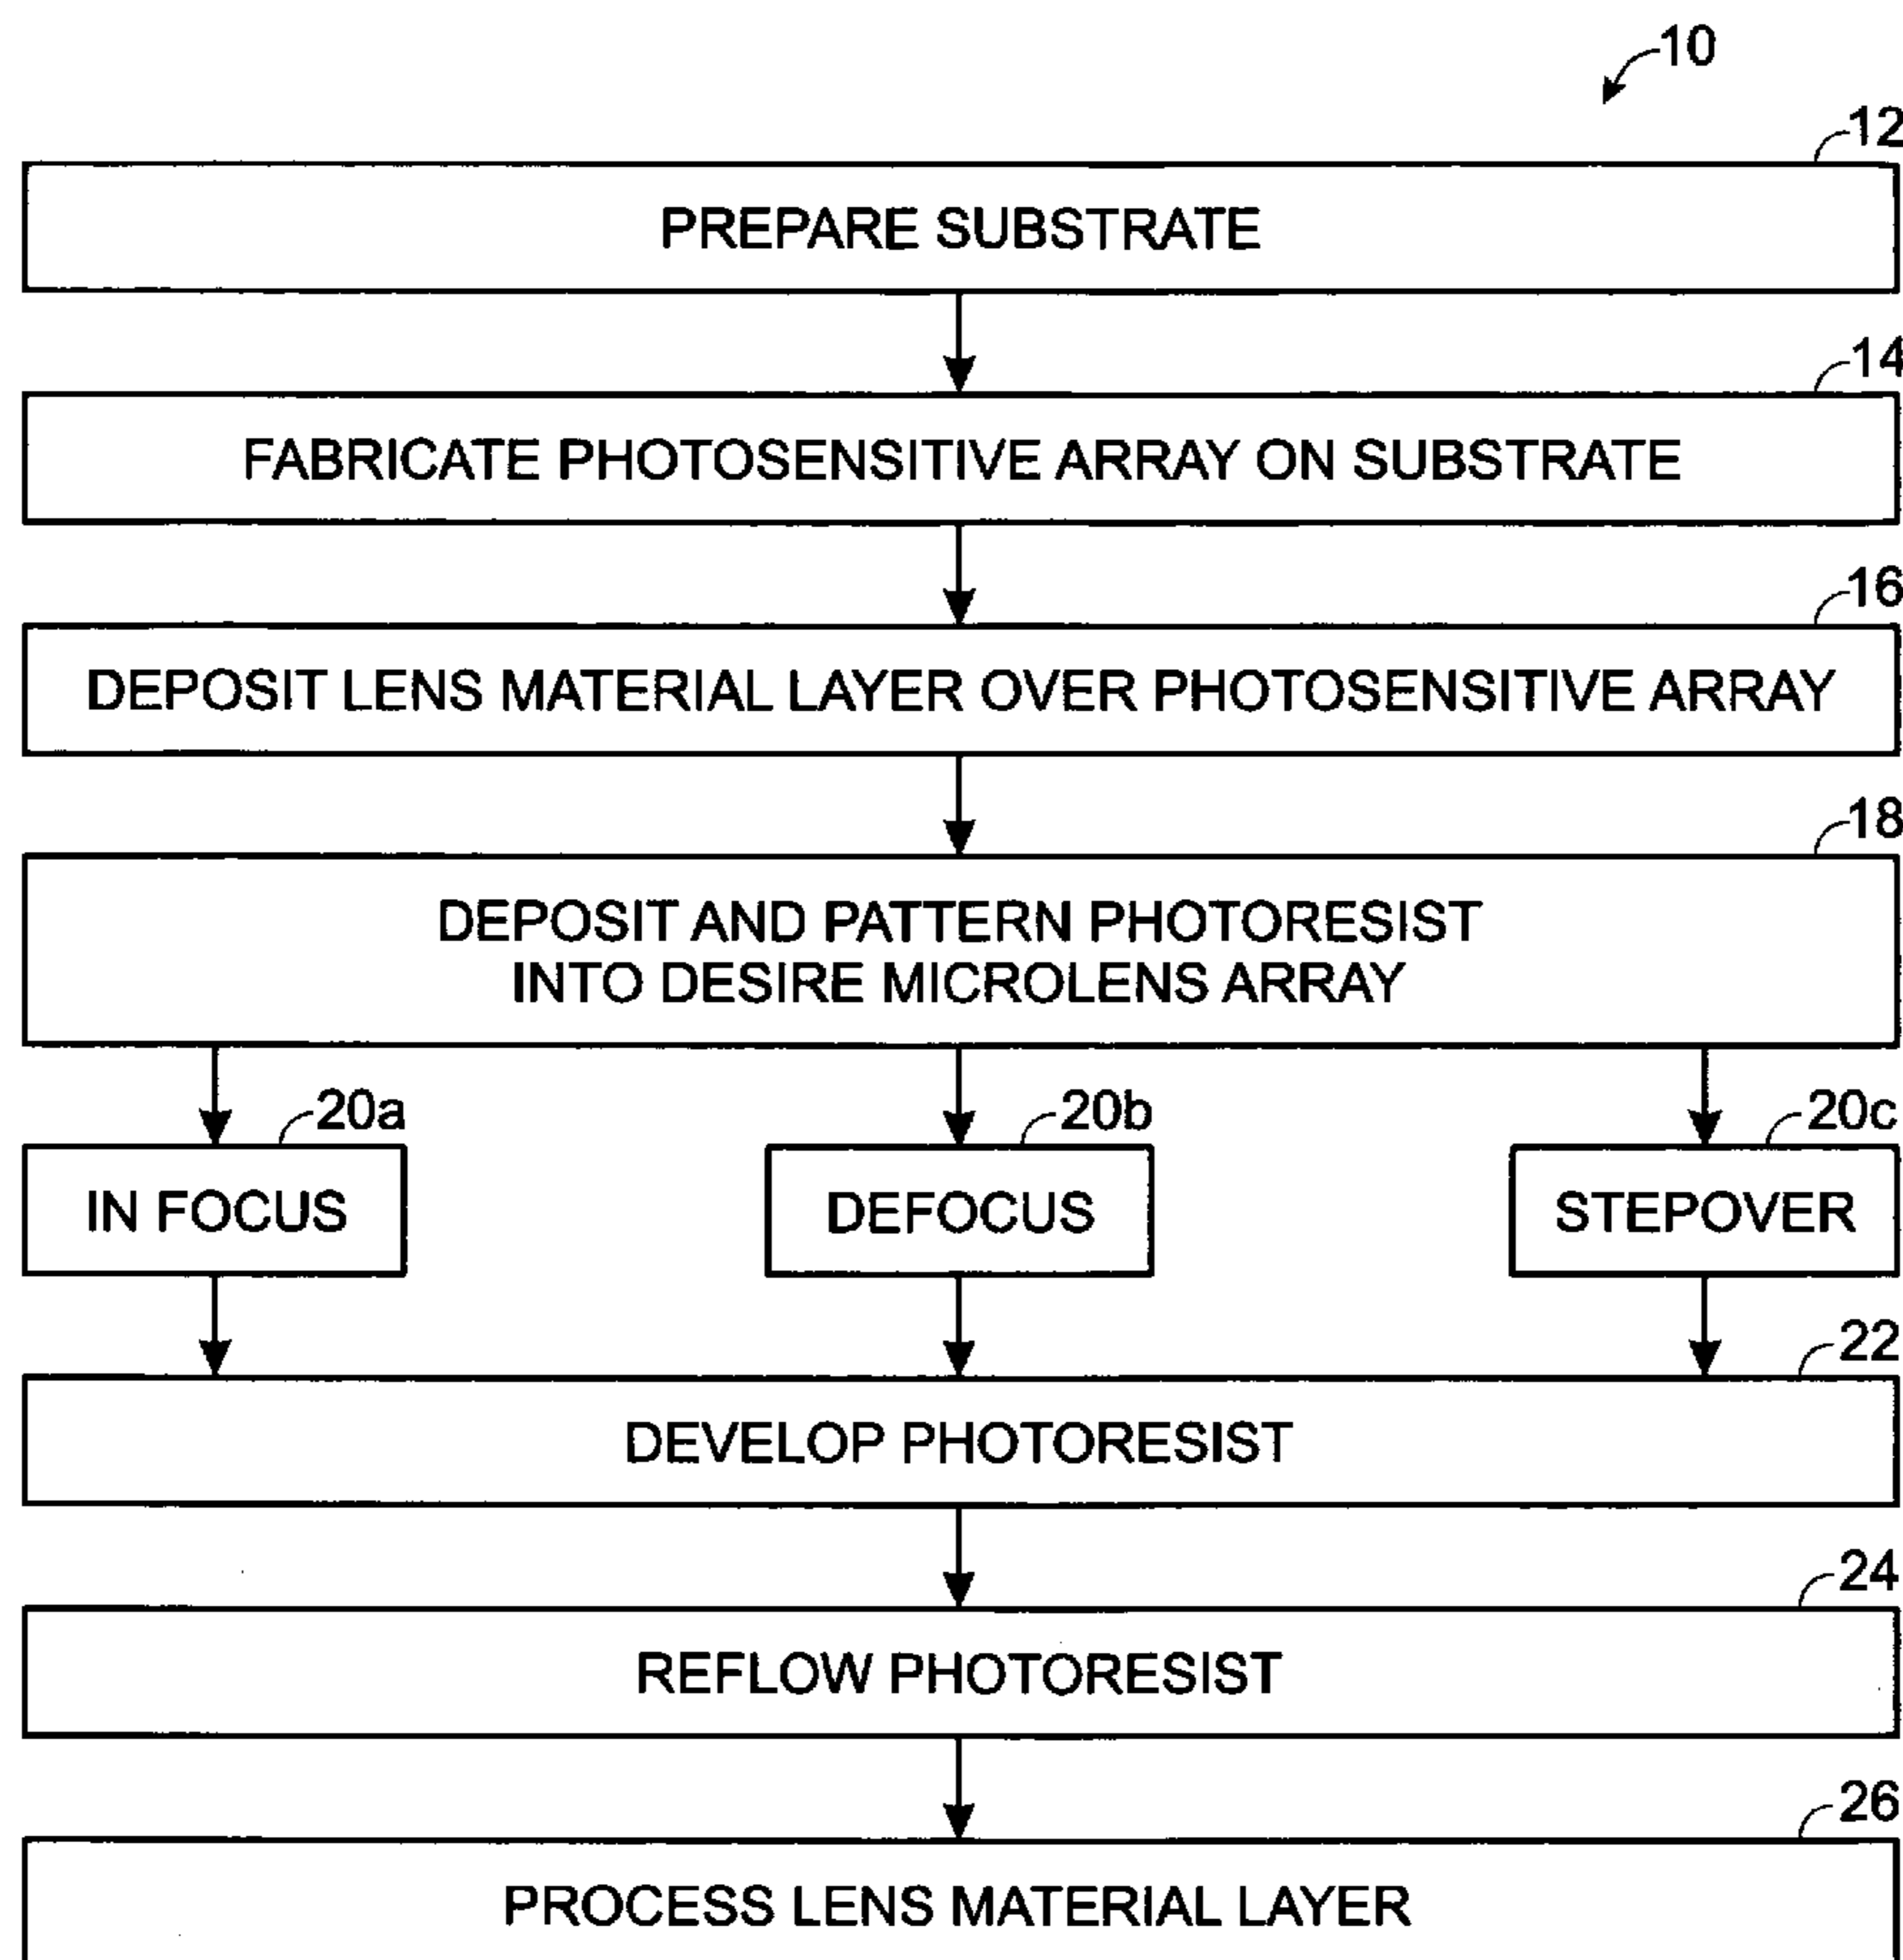 10
12
PREPARE SUBSTRATE
14
FABRICATE PHOTOSENSITIVE ARRAY ON SUBSTRATE
16
DEPOSIT LENS MATERIAL LAYER OVER PHOTOSENSITIVE ARRAY
18
DEPOSIT AND PATTERN PHOTORESIST
INTO DESIRE MICROLENS ARRAY
20a
20b
20c
IN FOCUS
DEFOCUS
STEPOVER
22
DEVELOP PHOTORESIST
24
REFLOW PHOTORESIST
26
PROCESS LENS MATERIAL LAYER